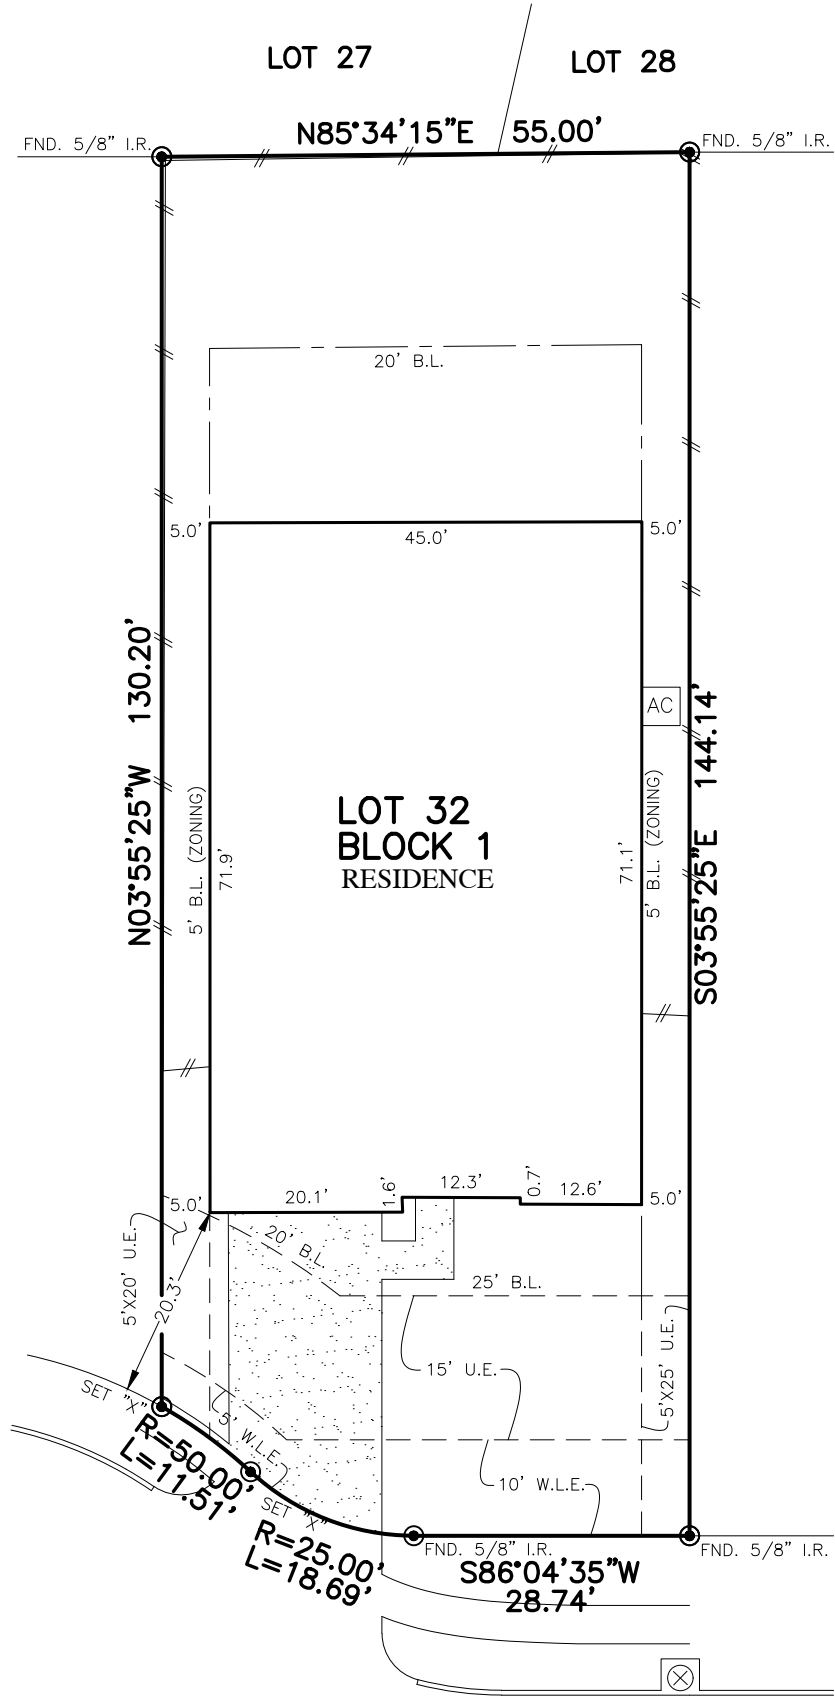 LOT 27
LOT 28
FND. 5/8" I.R.
N85°34'15"E 55.00'
FND. 5/8" I.R.
20' B.L.
5.0'
45.0'
5.0'
N03°55'25"W 130.20'
AC
S03°55'25"E 144.14'
5' B.L. (ZONING)
71.9'
LOT 32
BLOCK 1
RESIDENCE
71.1'
5' B.L. (ZONING)
5.0'
20.1'
1.6'
12.3'
0.7'
12.6'
5.0'
5'X20' U.E.
20.3'
20' B.L.
25' B.L.
15' U.E.
5'X25' U.E.
SET "X"
5' W.L.E.
10' W.L.E.
R=50.00'
L=11.51'
SET "X"
R=25.00'
L=18.69'
FND. 5/8" I.R.
S86°04'35"W
28.74'
FND. 5/8" I.R.